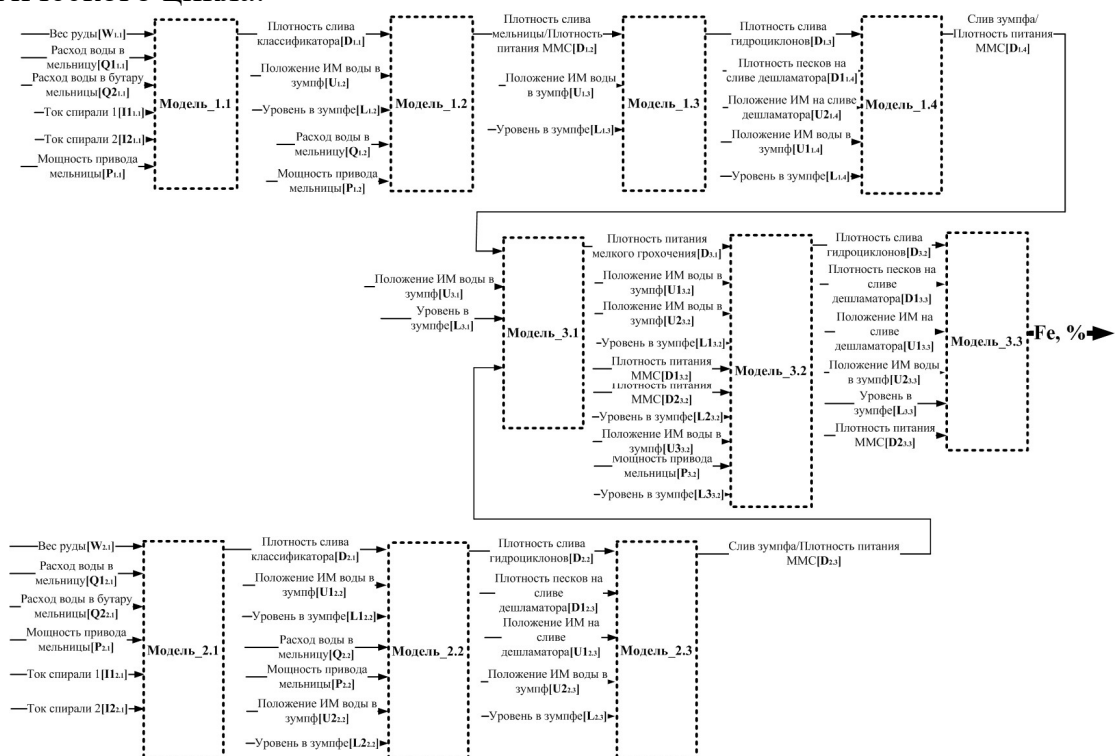 Вес руды[W1.1]
Расход воды в
мельницу[Q11.1]
Расход воды в бутару
мельницы[Q21.1]
Ток спирали 1[I11.1]
Ток спирали 2[I21.1]
Мощность привода
мельницы[P1.1]
Модель_1.1
Плотность слива
классификатора[D1.1]
Положение ИМ воды в
зумпф[U1.2]
Уровень в зумпфе[L1.2]
Расход воды в
мельницу[Q1.2]
Мощность привода
мельницы[P1.2]
Модель_1.2
Плотность слива
мельницы/Плотность
питания ММС[D1.2]
Положение ИМ воды
в зумпф[U1.3]
Уровень в зумпфе[L1.3]
Модель_1.3
Плотность слива
гидроциклонов[D1.3]
Плотность песков на
сливе дешламатора[D11.4]
Положение ИМ на сливе
дешламатора[U21.4]
Положение ИМ воды в
зумпф[U11.4]
Уровень в зумпфе[L1.4]
Модель_1.4
Слив зумпфа/
Плотность питания
ММС[D1.4]
Положение ИМ воды в
зумпф[U3.1]
Уровень в
зумпфе[L3.1]
Модель_3.1
Плотность питания
мелкого грохочения[D3.1]
Положение ИМ воды в
зумпф[U13.2]
Положение ИМ воды в
зумпф[U23.2]
Уровень в зумпфе[L13.2]
Плотность питания
ММС[D13.2]
Плотность питания
ММС[D23.2]
Уровень в зумпфе[L23.2]
Положение ИМ воды в
зумпф[U33.2]
Мощность привода
мельницы[P3.2]
Уровень в зумпфе[L33.2]
Модель_3.2
Плотность слива
гидроциклонов[D3.2]
Плотность песков на
сливе
дешламатора[D13.3]
Положение ИМ на
сливе
дешламатора[U13.3]
Положение ИМ воды
в зумпф[U23.3]
Уровень в
зумпфе[L3.3]
Плотность питания
ММС[D23.3]
Модель_3.3
Fe, %
Вес руды[W2.1]
Расход воды в
мельницу[Q12.1]
Расход воды в бутару
мельницы[Q22.1]
Мощность привода
мельницы[P2.1]
Ток спирали 1[I12.1]
Ток спирали 2[I22.1]
Модель_2.1
Плотность слива
классификатора[D2.1]
Положение ИМ воды в
зумпф[U12.2]
Уровень в зумпфе[L12.2]
Расход воды в
мельницу[Q2.2]
Мощность привода
мельницы[P2.2]
Положение ИМ воды в
зумпф[U22.2]
Уровень в зумпфе[L22.2]
Модель_2.2
Плотность слива
гидроциклонов[D2.2]
Плотность песков на
сливе
дешламатора[D12.3]
Положение ИМ на
сливе
дешламатора[U12.3]
Положение ИМ воды в
зумпф[U22.3]
Уровень в зумпфе[L2.3]
Модель_2.3
Слив зумпфа/Плотность питания
ММС[D2.3]